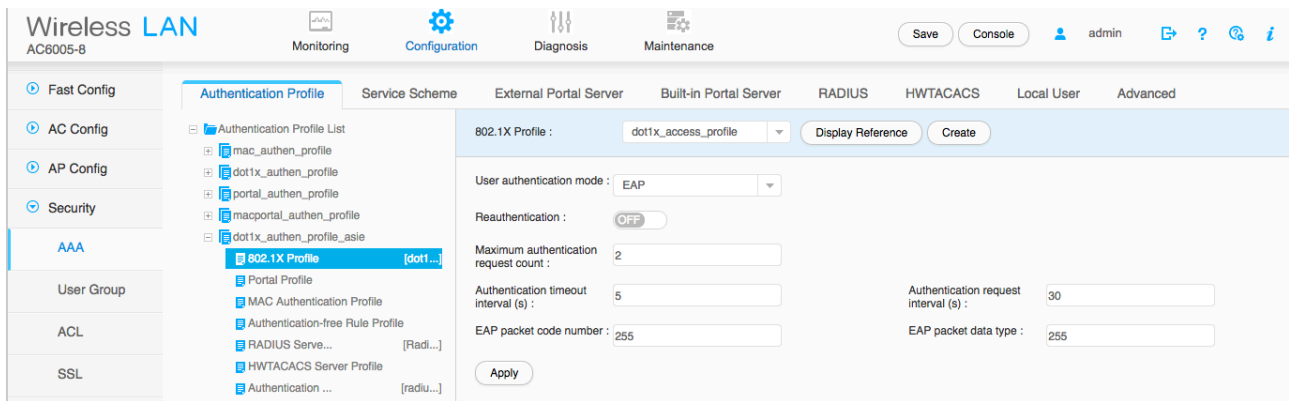 Wireless LAN
AC6005-8
Monitoring
Configuration
Diagnosis
Maintenance
Save
Console
admin
Fast Config
AC Config
AP Config
Security
AAA
User Group
ACL
SSL
Authentication Profile
Service Scheme
External Portal Server
Built-in Portal Server
RADIUS
HWTACACS
Local User
Advanced
Authentication Profile List
mac_authen_profile
dot1x_authen_profile
portal_authen_profile
macportal_authen_profile
dot1x_authen_profile_asie
802.1X Profile [dot1...]
Portal Profile
MAC Authentication Profile
Authentication-free Rule Profile
RADIUS Serve... [Radi...]
HWTACACS Server Profile
Authentication ... [radiu...]
802.1X Profile : dot1x_access_profile Display Reference Create
User authentication mode : EAP
Reauthentication : OFF
Maximum authentication
request count : 2
Authentication timeout
interval (s) : 5
Authentication request
interval (s) : 30
EAP packet code number : 255
EAP packet data type : 255
Apply